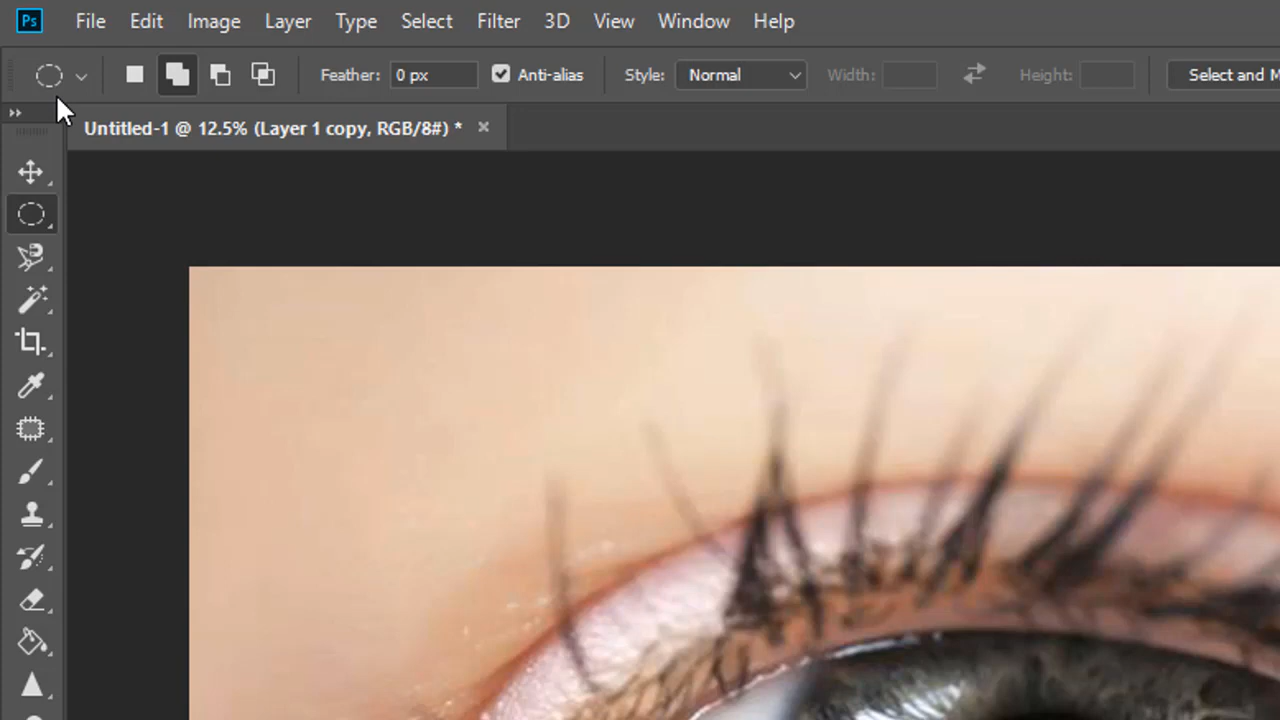 Ps File Edit Image Layer Type Select Filter 3D View Window Help
Feather: 0 px Anti-alias Style: Normal Width: Height: Select and M
Untitled-1 @ 12.5% (Layer 1 copy, RGB/8#) *